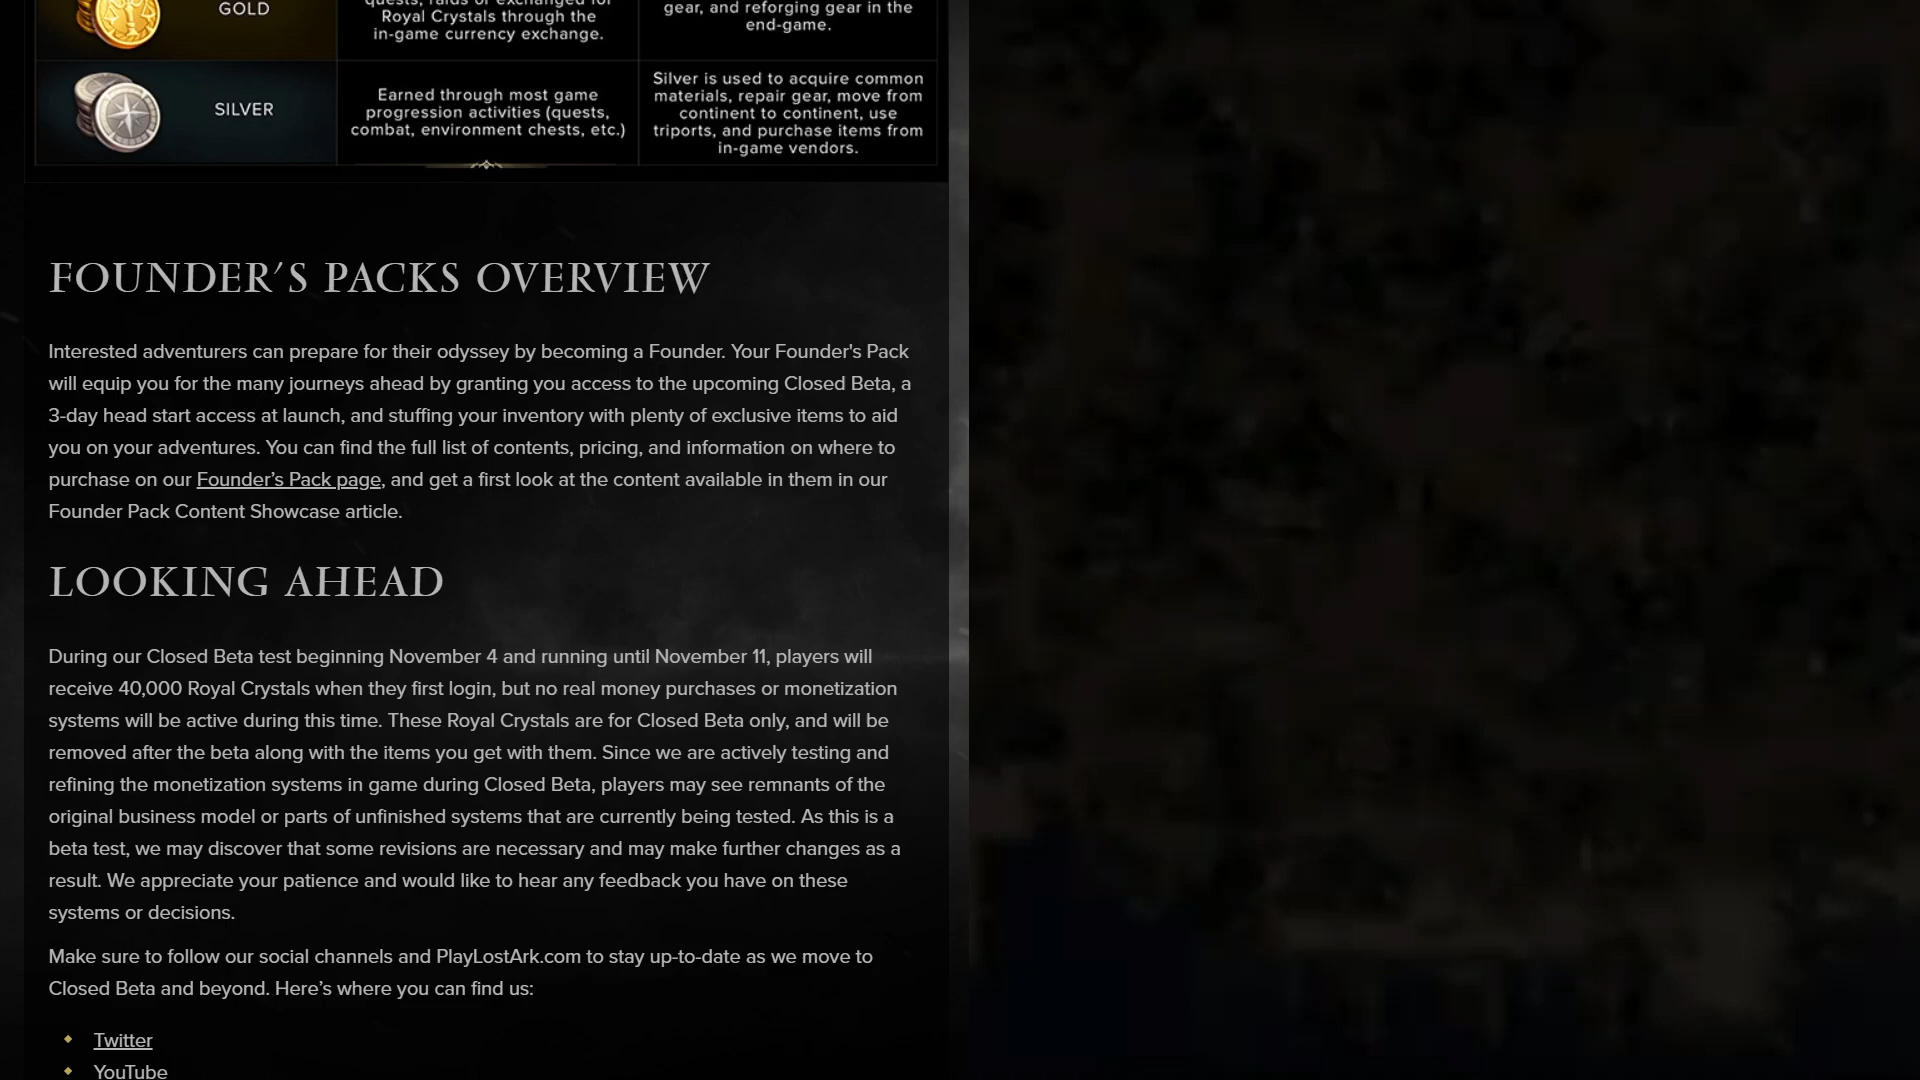 GOLD
quests, raids or exchanged for
Royal Crystals through the
in-game currency exchange.
gear, and reforging gear in the
end-game.
SILVER
Earned through most game
progression activities (quests,
combat, environment chests, etc.)
Silver is used to acquire common
materials, repair gear, move from
continent to continent, use
triports, and purchase items from
in-game vendors.
FOUNDER'S PACKS OVERVIEW
Interested adventurers can prepare for their odyssey by becoming a Founder. Your Founder's Pack
will equip you for the many journeys ahead by granting you access to the upcoming Closed Beta, a
3-day head start access at launch, and stuffing your inventory with plenty of exclusive items to aid
you on your adventures. You can find the full list of contents, pricing, and information on where to
purchase on our Founder’s Pack page, and get a first look at the content available in them in our
Founder Pack Content Showcase article.
LOOKING AHEAD
During our Closed Beta test beginning November 4 and running until November 11, players will
receive 40,000 Royal Crystals when they first login, but no real money purchases or monetization
systems will be active during this time. These Royal Crystals are for Closed Beta only, and will be
removed after the beta along with the items you get with them. Since we are actively testing and
refining the monetization systems in game during Closed Beta, players may see remnants of the
original business model or parts of unfinished systems that are currently being tested. As this is a
beta test, we may discover that some revisions are necessary and may make further changes as a
result. We appreciate your patience and would like to hear any feedback you have on these
systems or decisions.
Make sure to follow our social channels and PlayLostArk.com to stay up-to-date as we move to
Closed Beta and beyond. Here’s where you can find us:
Twitter
YouTube